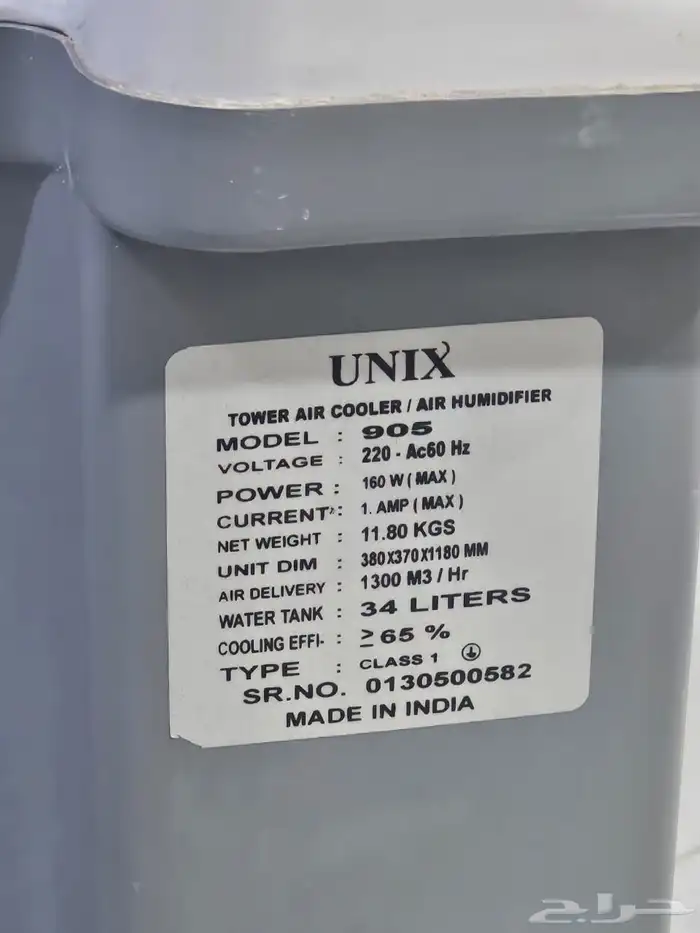 UNIX
TOWER AIR COOLER / AIR HUMIDIFIER
MODEL : 905
VOLTAGE : 220 - Ac60 Hz
POWER : 160 W ( MAX )
CURRENT : 1. AMP ( MAX )
NET WEIGHT : 11.80 KGS
UNIT DIM : 380X370X1180 MM
AIR DELIVERY : 1300 M3 / Hr
WATER TANK : 34 LITERS
COOLING EFFI- : ≥ 65 %
TYPE : CLASS 1
SR.NO. 0130500582
MADE IN INDIA
حراج